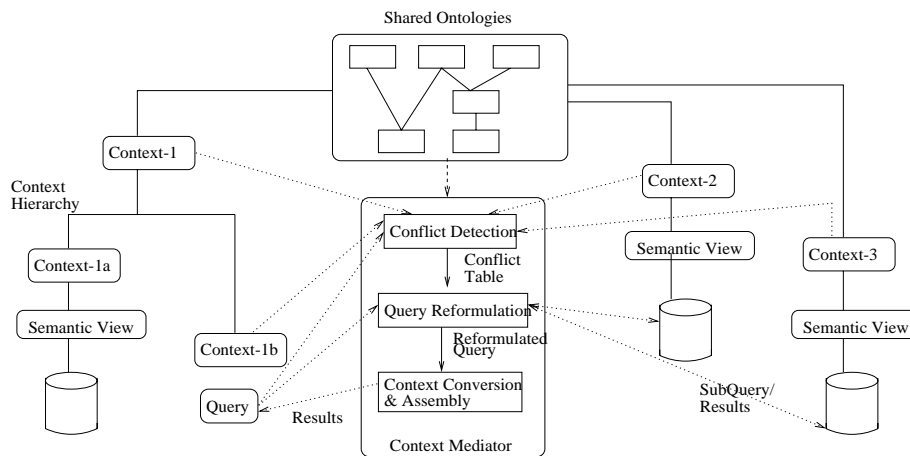 Shared Ontologies
Context-1
Context
Hierarchy
Context-2
Conflict Detection
Semantic View
Context-3
Context-1a
Conflict
Table
Semantic View
Query Reformulation
Semantic View
Reformulated
Query
Context-1b
Context Conversion
& Assembly
SubQuery/
Results
Query
Results
Context Mediator